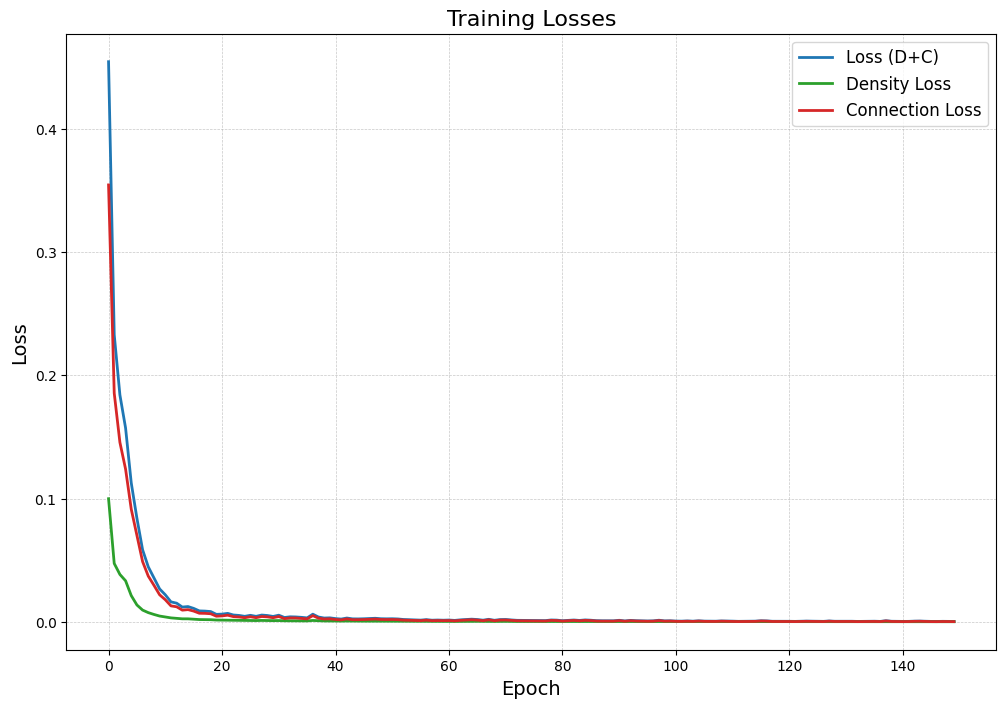 Training Losses
Loss (D+C)
Density Loss
Connection Loss
Loss
0.4
0.3
0.2
0.1
0.0
0 20 40 60 80 100 120 140
Epoch